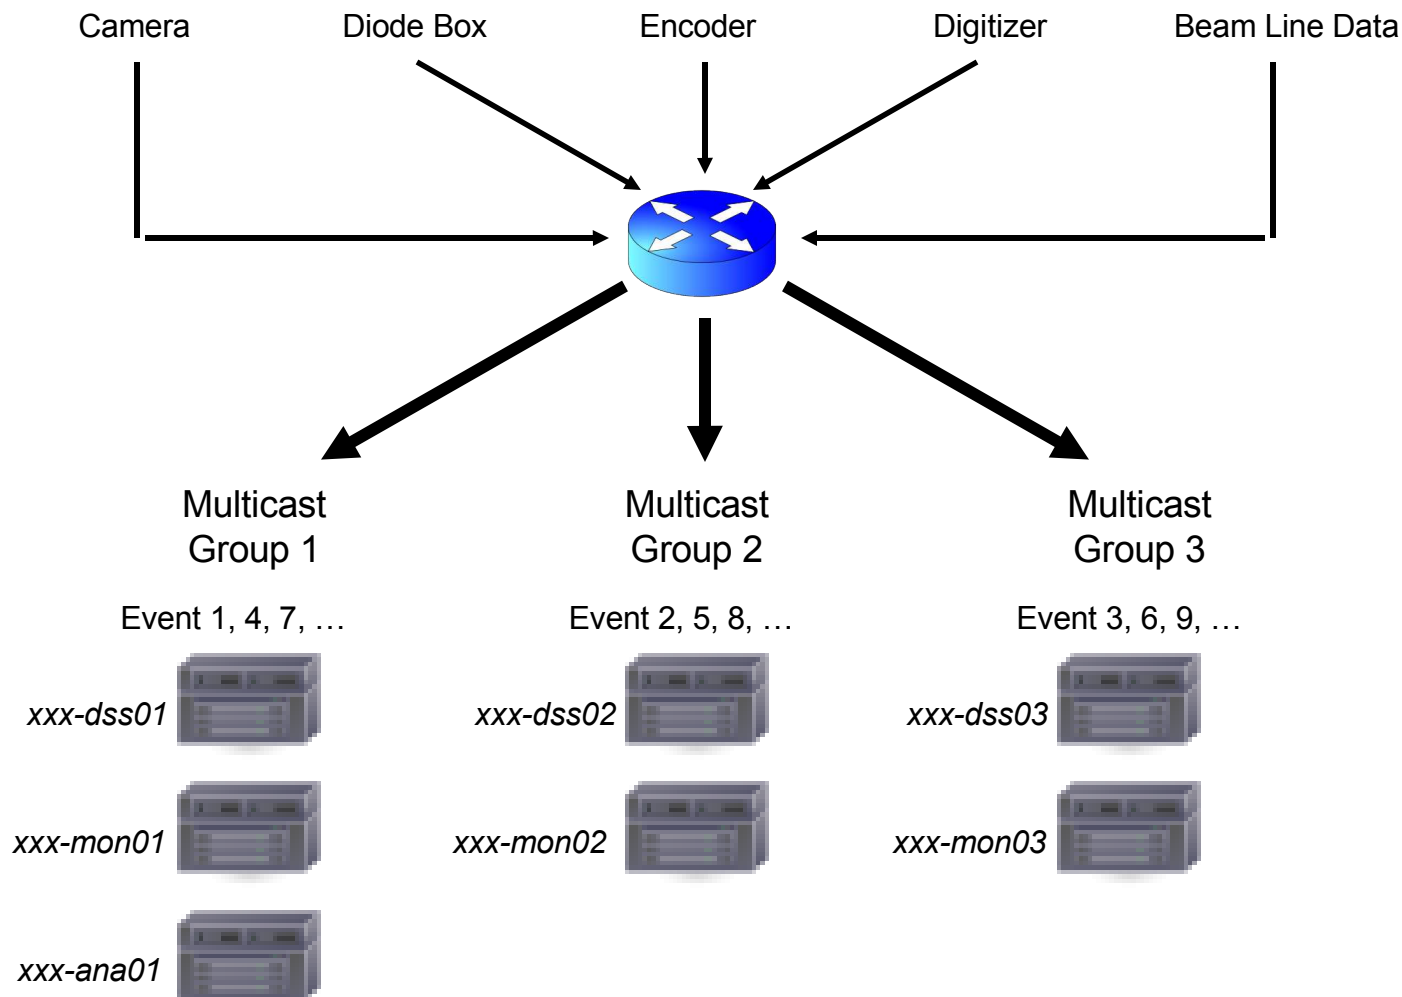 Camera
Diode Box
Encoder
Digitizer
Beam Line Data
Multicast
Group 1
Multicast
Group 2
Multicast
Group 3
Event 1, 4, 7, …
Event 2, 5, 8, …
Event 3, 6, 9, …
xxx-dss01
xxx-dss02
xxx-dss03
xxx-mon01
xxx-mon02
xxx-mon03
xxx-ana01